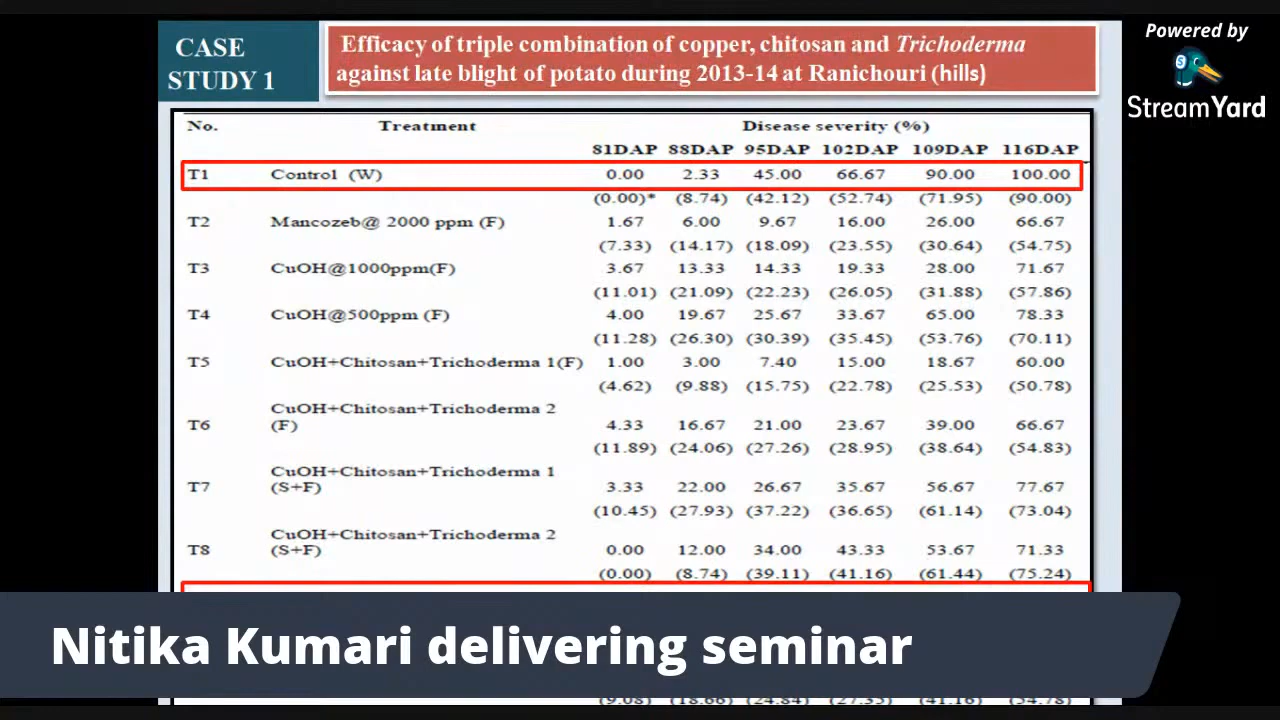 CASE
STUDY 1
Efficacy of triple combination of copper, chitosan and Trichoderma
against late blight of potato during 2013-14 at Ranichouri (hills)
Powered by
StreamYard
No. Treatment Disease severity (%)
81DAP 88DAP 95DAP 102DAP 109DAP 116DAP
T1 Control (W) 0.00 2.33 45.00 66.67 90.00 100.00
(0.00)* (8.74) (42.12) (52.74) (71.95) (90.00)
T2 Mancozeb@ 2000 ppm (F) 1.67 6.00 9.67 16.00 26.00 66.67
(7.33) (14.17) (18.09) (23.55) (30.64) (54.75)
T3 CuOH@1000ppm(F) 3.67 13.33 14.33 19.33 28.00 71.67
(11.01) (21.09) (22.23) (26.05) (31.88) (57.86)
T4 CuOH@500ppm (F) 4.00 19.67 25.67 33.67 65.00 78.33
(11.28) (26.30) (30.39) (35.45) (53.76) (70.11)
T5 CuOH+Chitosan+Trichoderma 1(F) 1.00 3.00 7.40 15.00 18.67 60.00
(4.62) (9.88) (15.75) (22.78) (25.53) (50.78)
CuOH+Chitosan+Trichoderma 2
T6 (F) 4.33 16.67 21.00 23.67 39.00 66.67
(11.89) (24.06) (27.26) (28.95) (38.64) (54.83)
CuOH+Chitosan+Trichoderma 1
T7 (S+F) 3.33 22.00 26.67 35.67 56.67 77.67
(10.45) (27.93) (37.22) (36.65) (61.14) (73.04)
CuOH+Chitosan+Trichoderma 2
T8 (S+F) 0.00 12.00 34.00 43.33 53.67 71.33
(0.00) (8.74) (39.11) (41.16) (61.44) (75.24)
Nitika Kumari delivering seminar